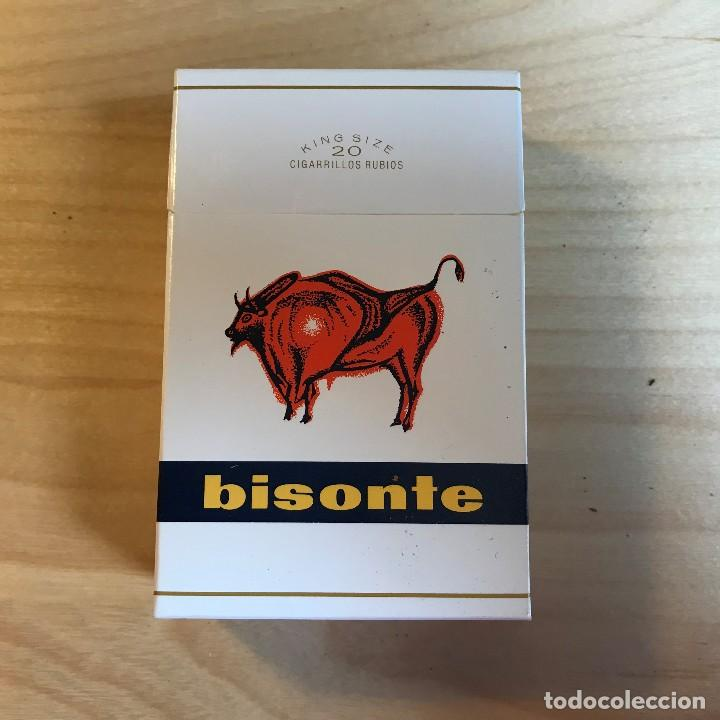 KING SIZE
20
CIGARRILLOS RUBIOS
bisonte
todocoleccion